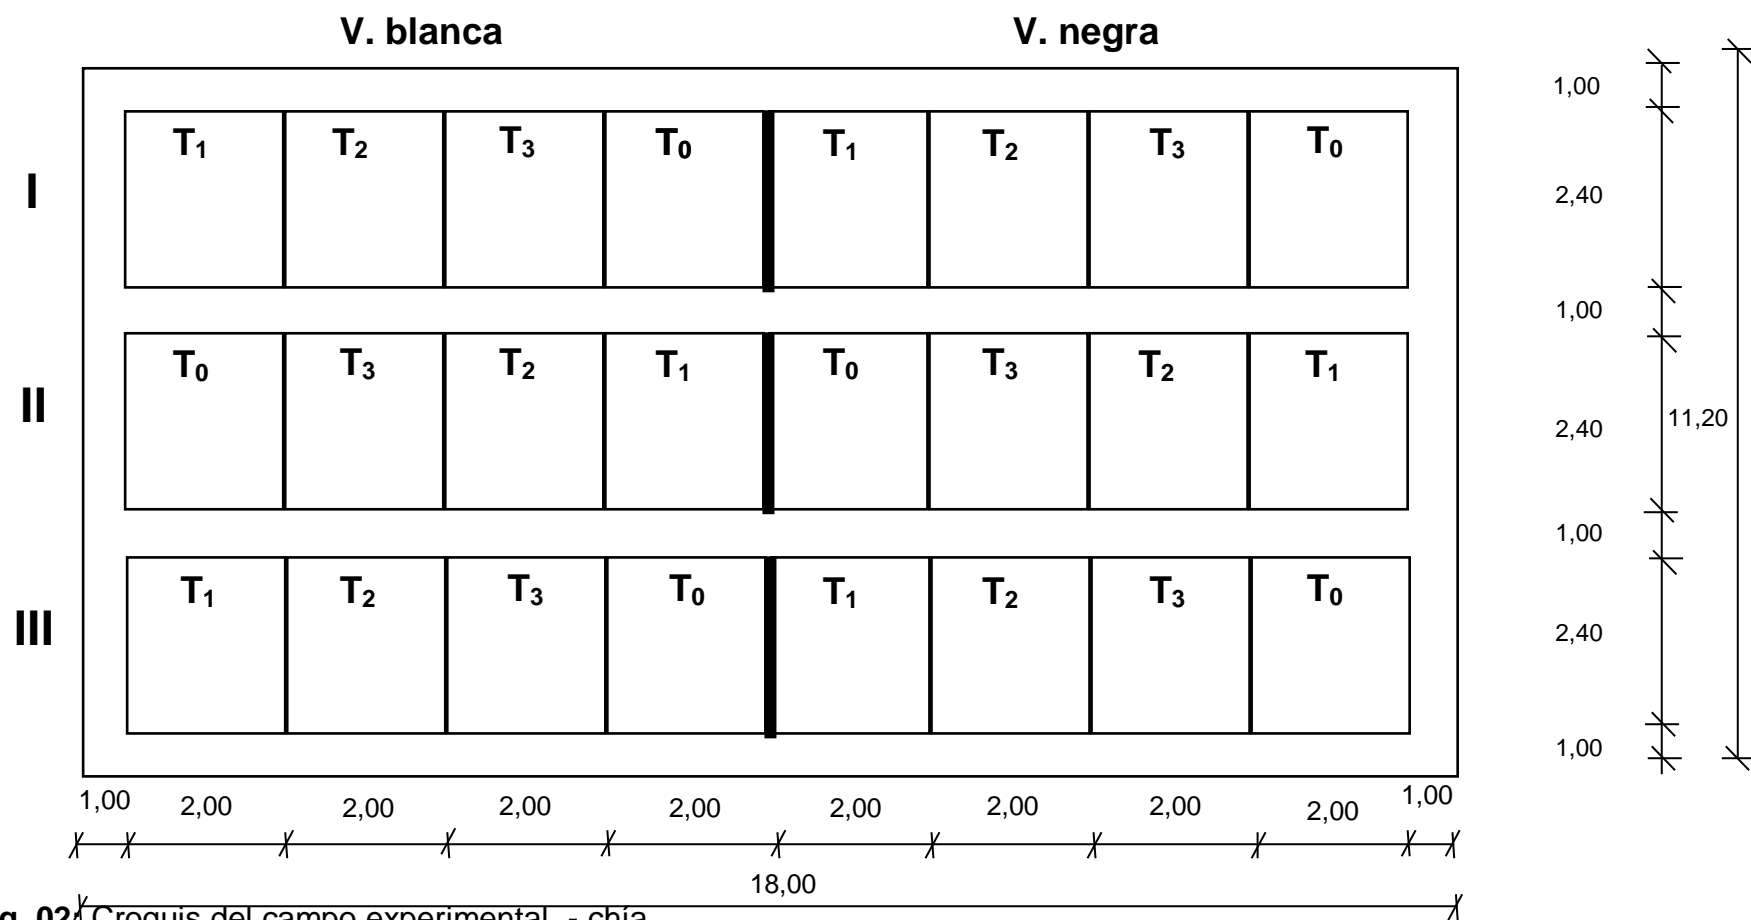 V. blanca V. negra
1,00
I T₁ T₂ T₃ T₀ T₁ T₂ T₃ T₀
2,40
1,00
II T₀ T₃ T₂ T₁ T₀ T₃ T₂ T₁
2,40 11,20
1,00
III T₁ T₂ T₃ T₀ T₁ T₂ T₃ T₀
2,40
1,00
1,00 2,00 2,00 2,00 2,00 2,00 2,00 2,00 2,00 1,00
18,00
g. 02: Croquis del campo experimental - chía